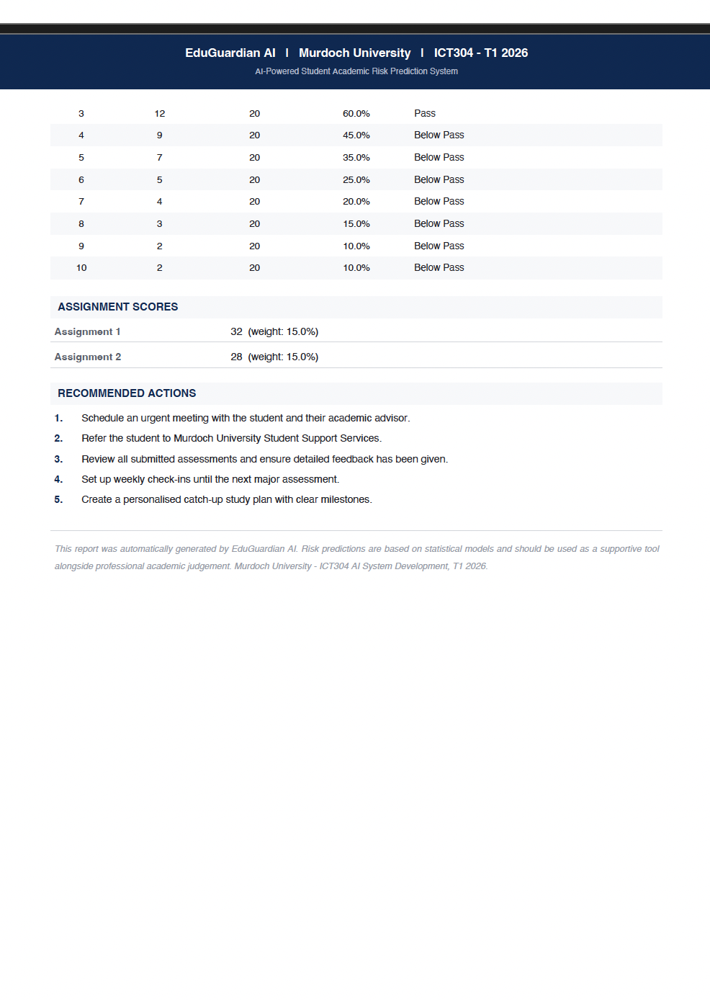 EduGuardian AI | Murdoch University | ICT304 - T1 2026
AI-Powered Student Academic Risk Prediction System
3 12 20 60.0% Pass
4 9 20 45.0% Below Pass
5 7 20 35.0% Below Pass
6 5 20 25.0% Below Pass
7 4 20 20.0% Below Pass
8 3 20 15.0% Below Pass
9 2 20 10.0% Below Pass
10 2 20 10.0% Below Pass
ASSIGNMENT SCORES
Assignment 1 32 (weight: 15.0%)
Assignment 2 28 (weight: 15.0%)
RECOMMENDED ACTIONS
1. Schedule an urgent meeting with the student and their academic advisor.
2. Refer the student to Murdoch University Student Support Services.
3. Review all submitted assessments and ensure detailed feedback has been given.
4. Set up weekly check-ins until the next major assessment.
5. Create a personalised catch-up study plan with clear milestones.
This report was automatically generated by EduGuardian AI. Risk predictions are based on statistical models and should be used as a supportive tool
alongside professional academic judgement. Murdoch University - ICT304 AI System Development, T1 2026.